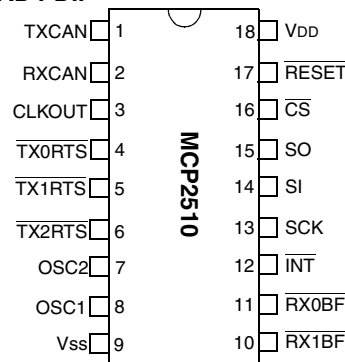 TXCAN 1 18 VDD
RXCAN 2 17 RESET
CLKOUT 3 16 CS
TX0RTS 4 15 SO
TX1RTS 5 14 SI
TX2RTS 6 13 SCK
OSC2 7 12 INT
OSC1 8 11 RX0BF
Vss 9 10 RX1BF
MCP2510